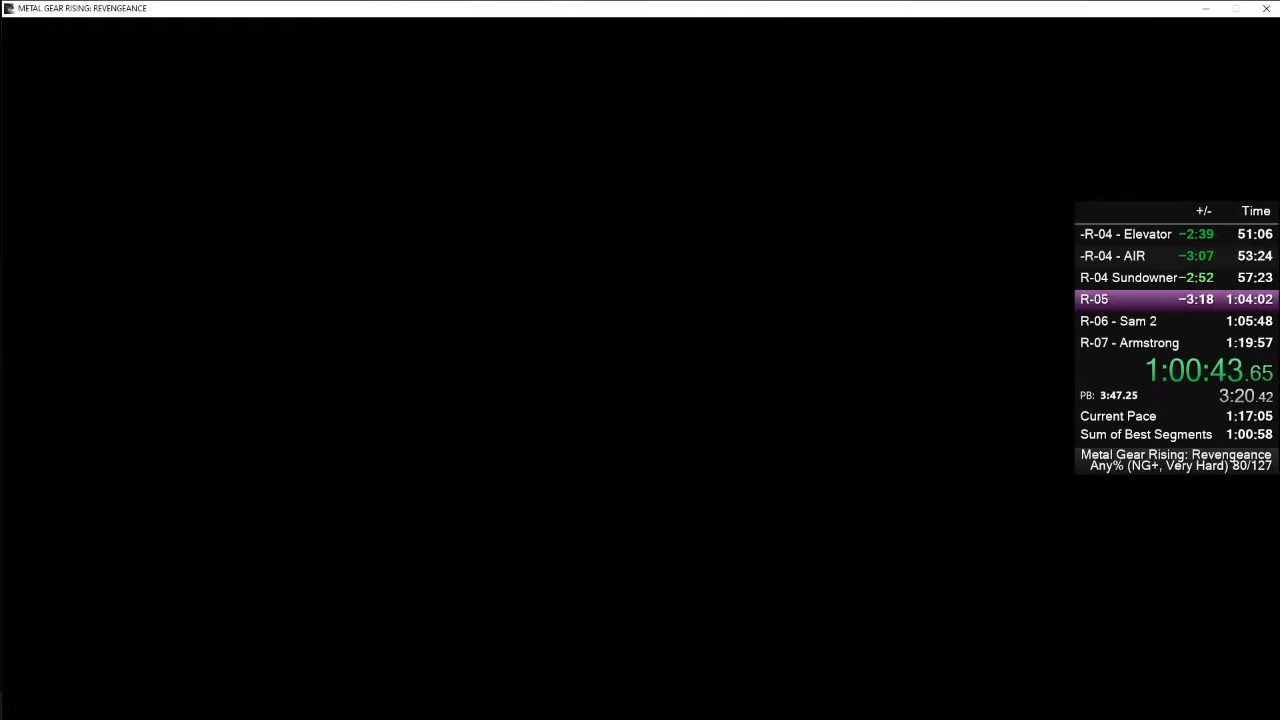 METAL GEAR RISING: REVENGEANCE
+/- Time
-R-04 - Elevator −2:39 51:06
-R-04 - AIR −3:07 53:24
R-04 Sundowner −2:52 57:23
R-05 −3:18 1:04:02
R-06 - Sam 2 1:05:48
R-07 - Armstrong 1:19:57
1:00:43.65
PB: 3:47.25 3:20.42
Current Pace 1:17:05
Sum of Best Segments 1:00:58
Metal Gear Rising: Revengeance
Any% (NG+, Very Hard) 80/127